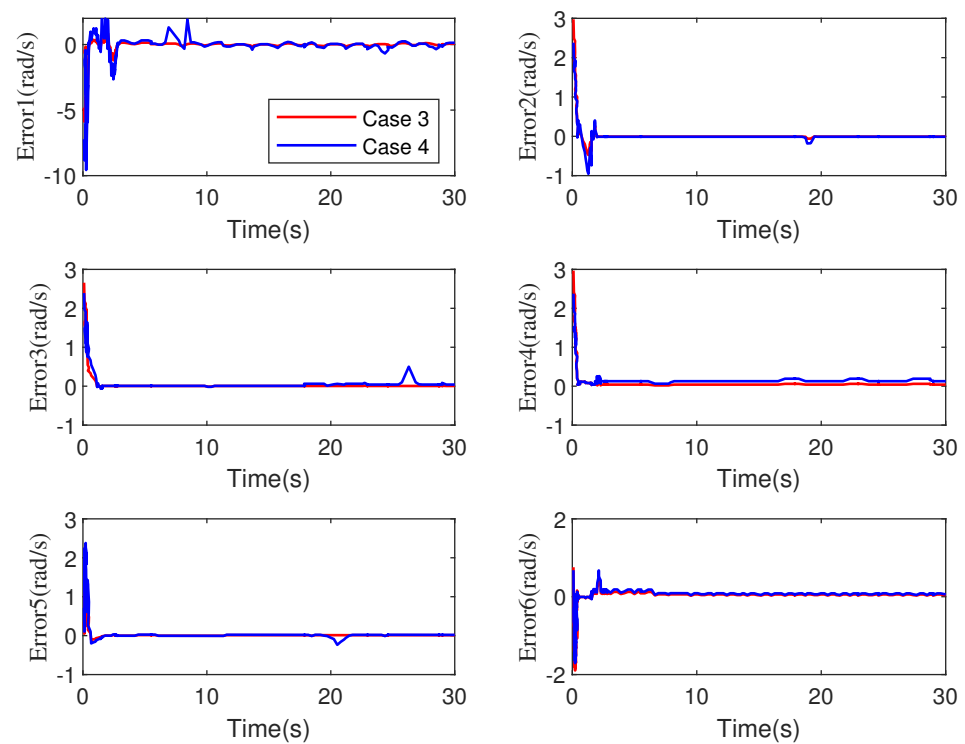 0
-5
-10
Error1(rad/s)
Case 3
Case 4
0 10 20 30
Time(s)
3
2
1
0
-1
Error2(rad/s)
0 10 20 30
Time(s)
3
2
1
0
-1
Error3(rad/s)
0 10 20 30
Time(s)
3
2
1
0
-1
Error4(rad/s)
0 10 20 30
Time(s)
3
2
1
0
-1
Error5(rad/s)
0 10 20 30
Time(s)
2
0
-2
Error6(rad/s)
0 10 20 30
Time(s)